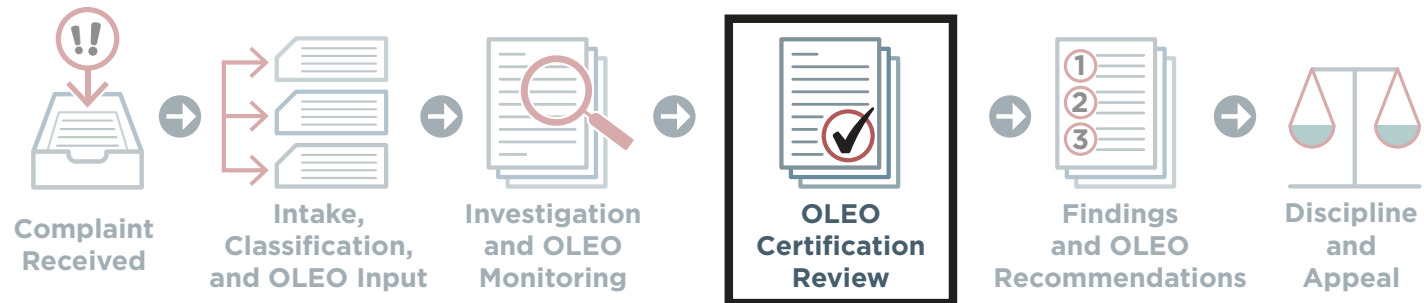 !!
Complaint
Received
Intake,
Classification,
and OLEO Input
Investigation
and OLEO
Monitoring
OLEO
Certification
Review
1
2
3
Findings
and OLEO
Recommendations
Discipline
and
Appeal